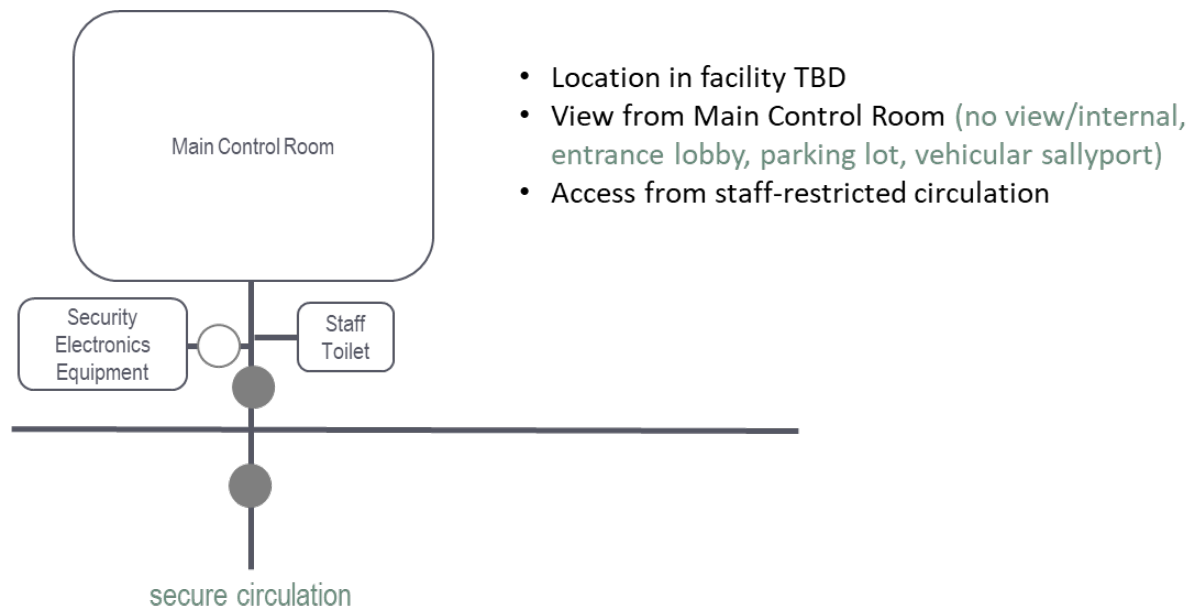 Main Control Room
Security
Electronics
Equipment
Staff
Toilet
secure circulation
• Location in facility TBD
• View from Main Control Room (no view/internal,
entrance lobby, parking lot, vehicular sallyport)
• Access from staff-restricted circulation